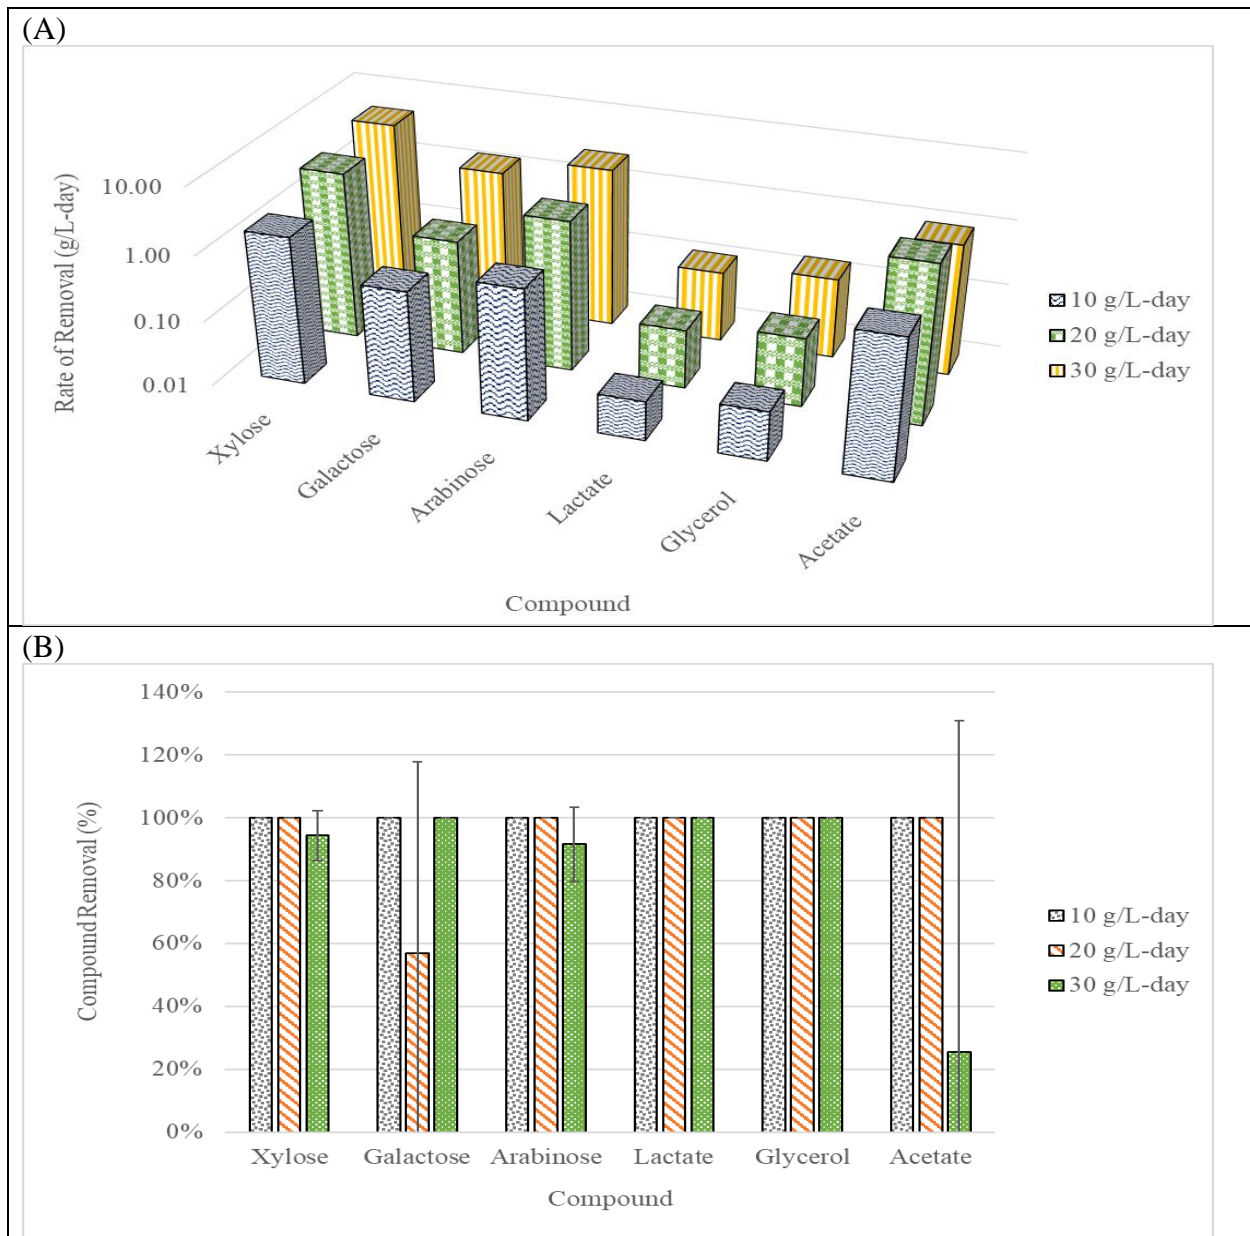 (A)
Rate of Removal (g/L-day)
10.00
1.00
0.10
0.01
Xylose
Galactose
Arabinose
Lactate
Glycerol
Acetate
Compound
10 g/L-day
20 g/L-day
30 g/L-day
(B)
Compound Removal (%)
140%
120%
100%
80%
60%
40%
20%
0%
Xylose Galactose Arabinose Lactate Glycerol Acetate
Compound
10 g/L-day
20 g/L-day
30 g/L-day